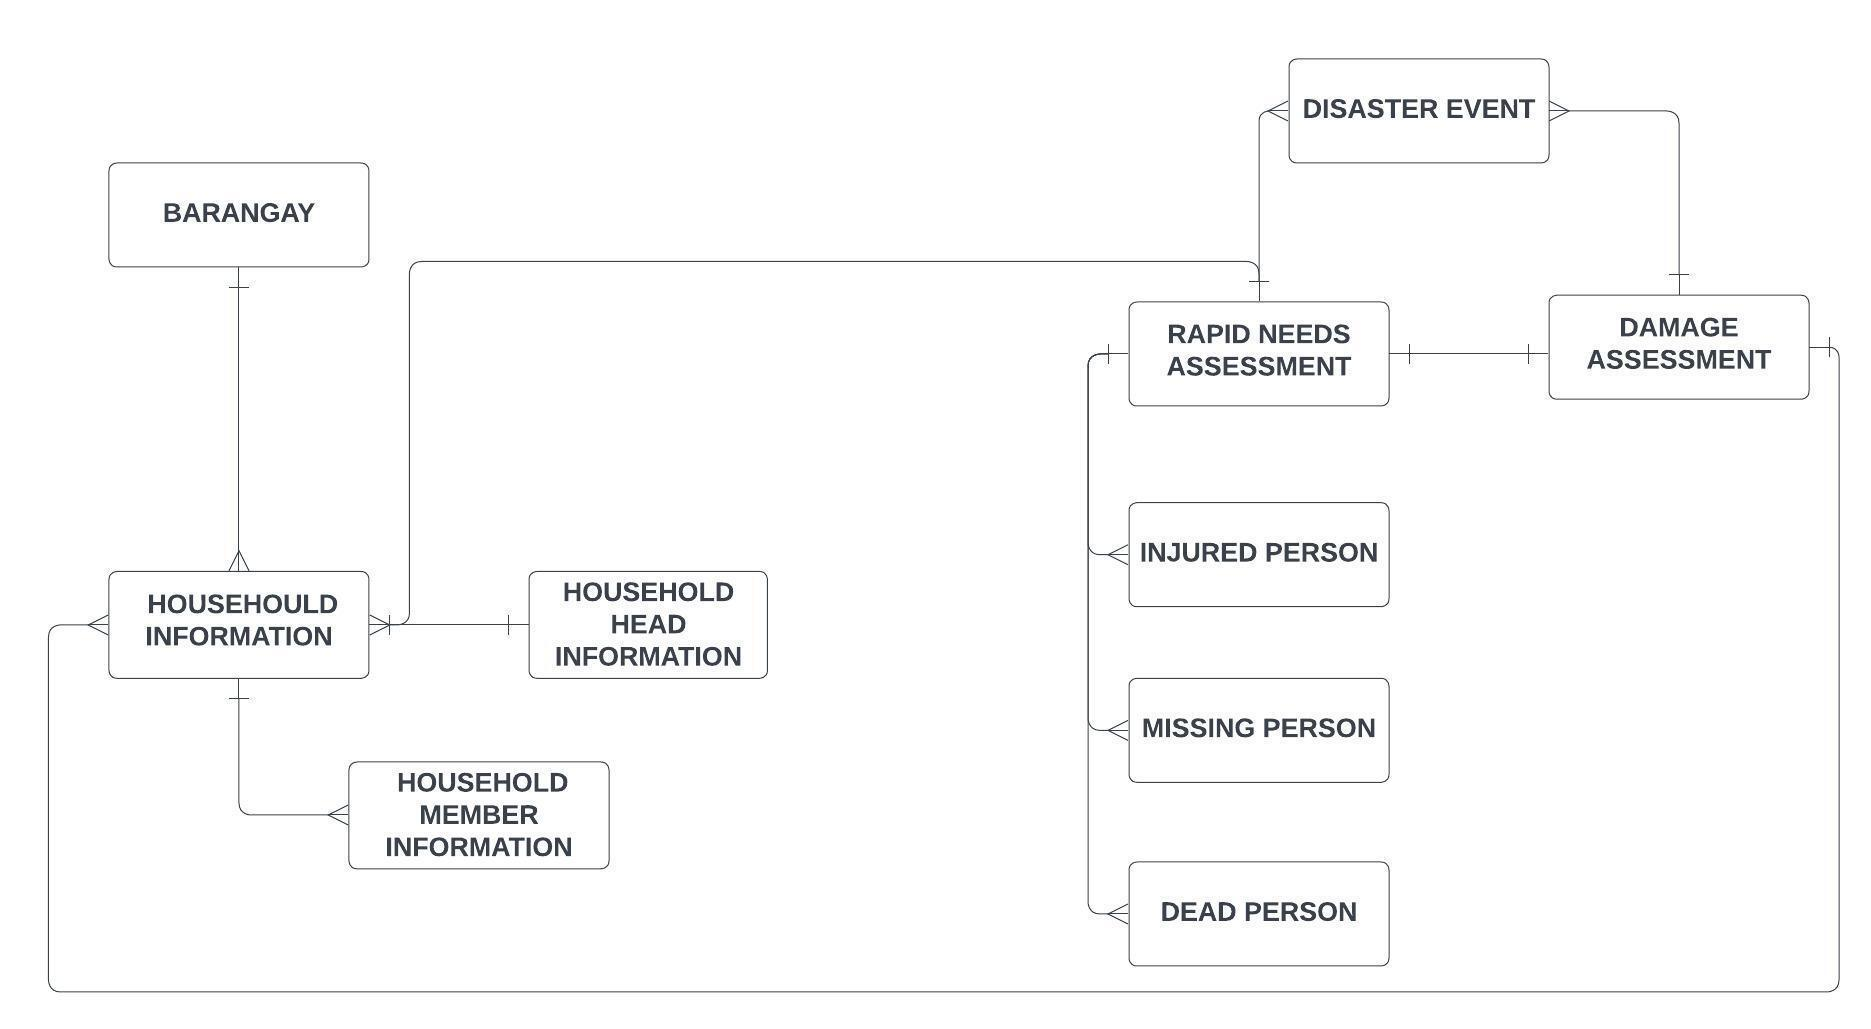 DISASTER EVENT
BARANGAY
RAPID NEEDS
ASSESSMENT
DAMAGE
ASSESSMENT
INJURED PERSON
HOUSEHOULD
INFORMATION
HOUSEHOLD
HEAD
INFORMATION
MISSING PERSON
HOUSEHOLD
MEMBER
INFORMATION
DEAD PERSON